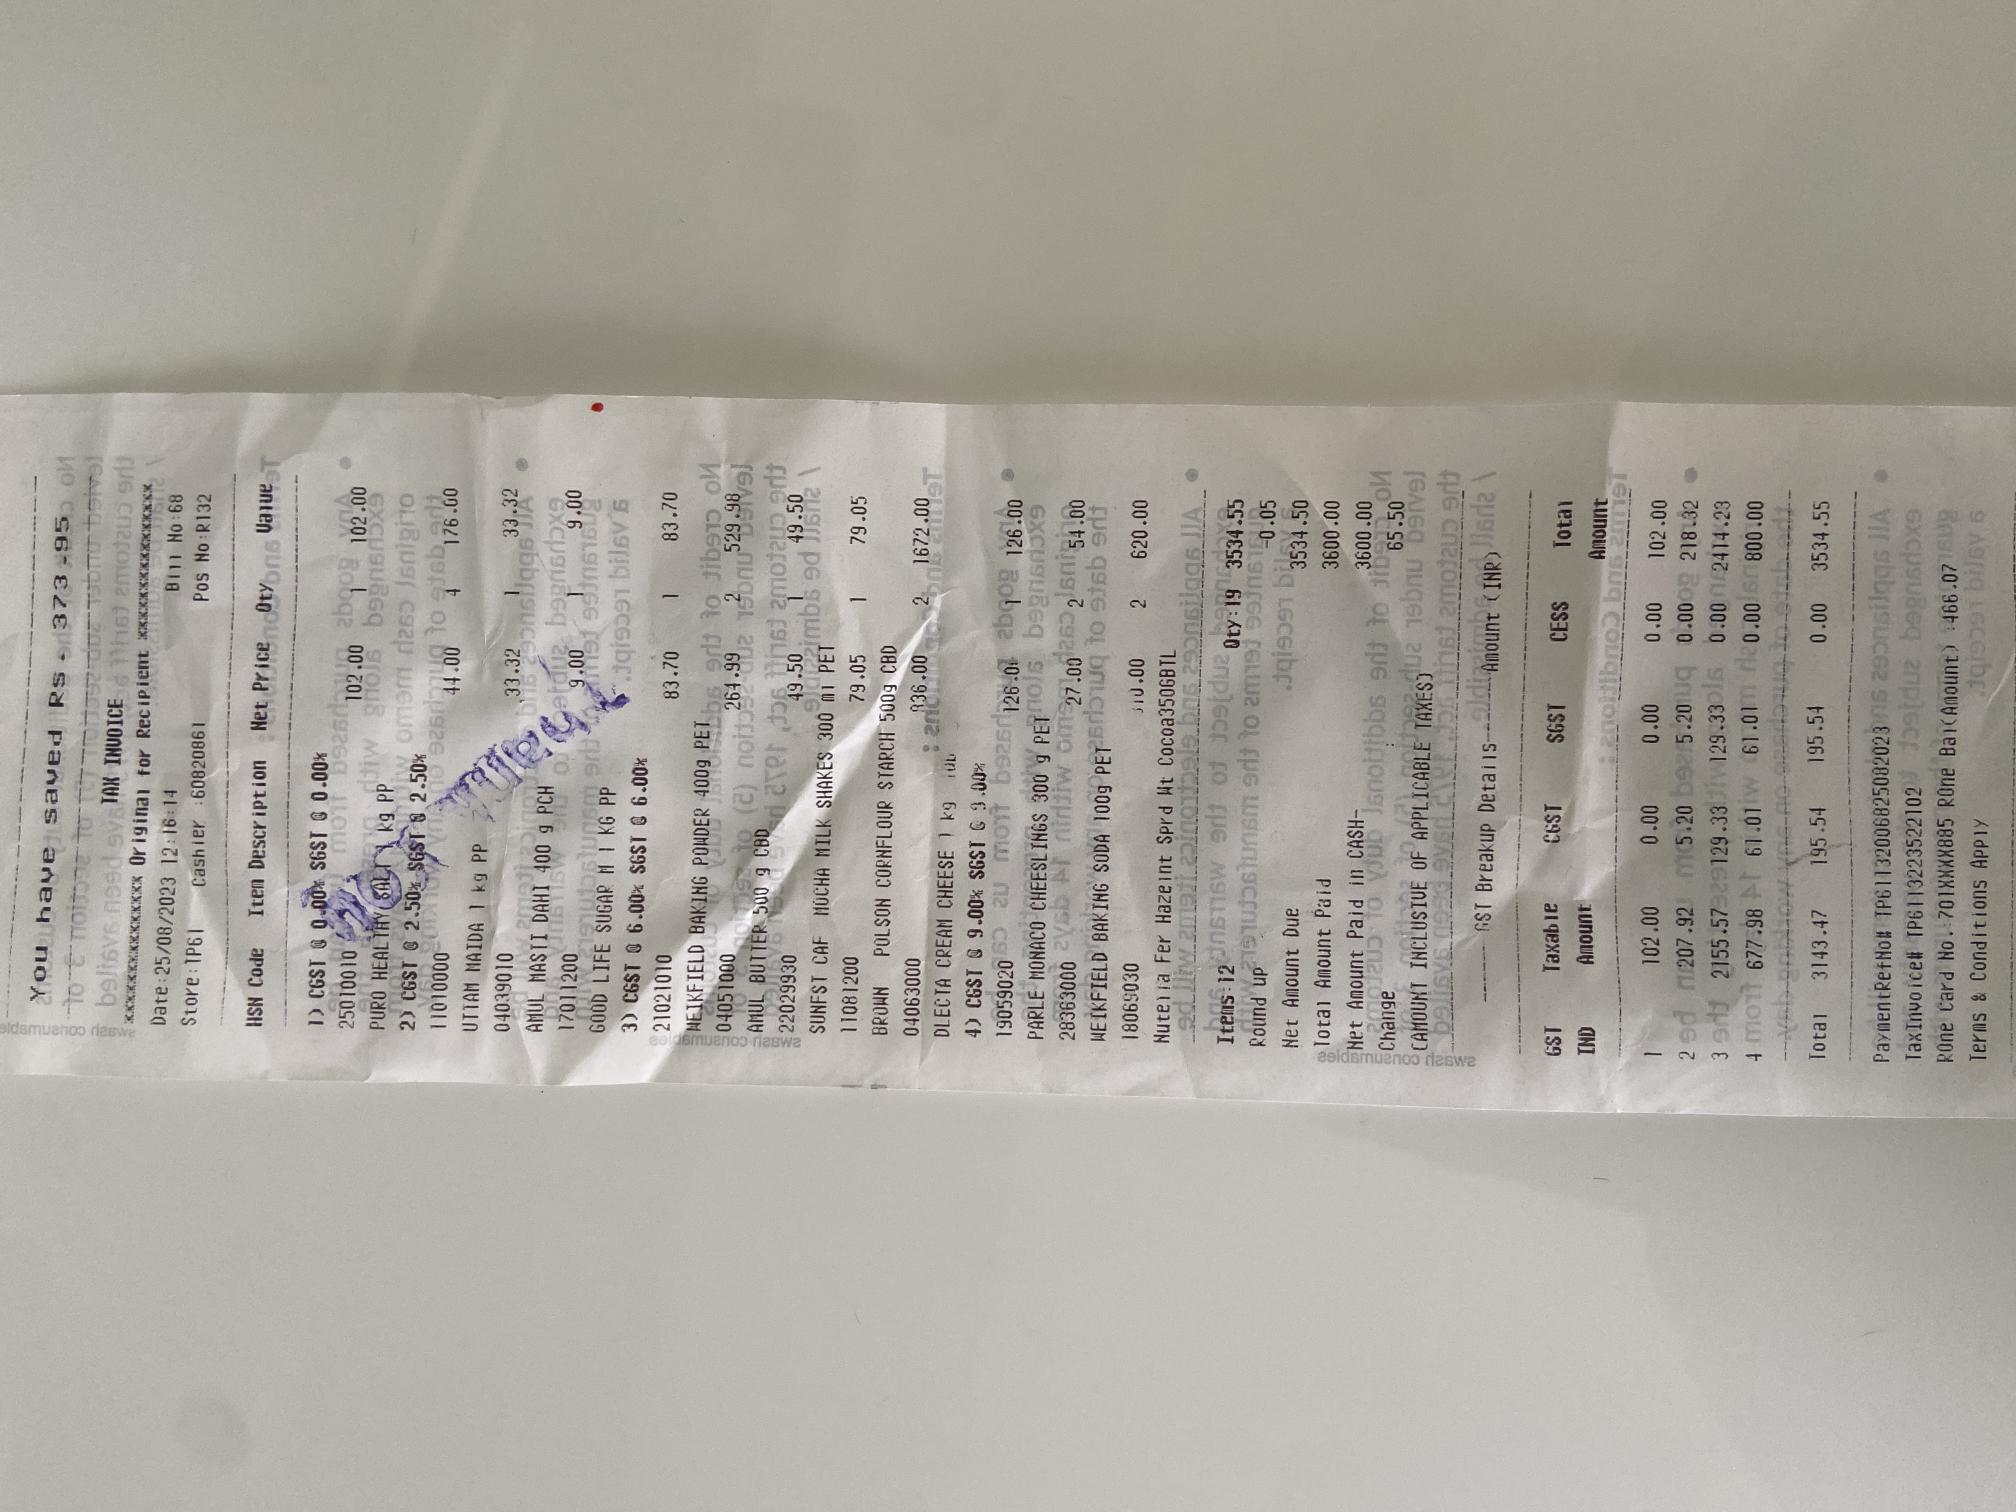 You have saved Rs. 373.95
TAX INVOICE
Original for Recipient
Date:25/08/2023 12:16:14 Bill No:68
Store:TP61 Cashier :60820861 Pos No:R132
HSN Code Item Description Net Price Qty Value
1) CGST @ 0.00% SGST @ 0.00%
25010010 102.00 1 102.00
PURO HEALTHY SALT 1 kg PP
2) CGST @ 2.50% SGST @ 2.50%
11010000 44.00 4 176.00
UTTAM MAIDA 1 kg PP
04039010 33.32 1 33.32
AMUL MASTI DAHI 400 g PCH
17011200 9.00 1 9.00
GOOD LIFE SUGAR M 1 KG PP
3) CGST @ 6.00% SGST @ 6.00%
21021010 83.70 1 83.70
WEIKFIELD BAKING POWDER 400g PET
04051000 264.99 2 529.98
AMUL BUTTER 500 g CBD
22029930 49.50 1 49.50
SUNFST CAF MOCHA MILK SHAKES 300 ml PET
11081200 79.05 1 79.05
BROWN POLSON CORNFLOUR STARCH 500g CBD
04063000 836.00 2 1672.00
DLECTA CREAM CHEESE 1 kg TUB
4) CGST @ 9.00% SGST @ 9.00%
19059020 126.00 1 126.00
PARLE MONACO CHEESLINGS 300 g PET
28363000 27.00 2 54.00
WEIKFIELD BAKING SODA 100g PET
18069030 310.00 2 620.00
Nutella Fer Hazelnt Sprd Wt Cocoa350GBTL
Items:12 Qty:19 3534.55
Round up -0.05
Net Amount Due 3534.50
Total Amount Paid 3600.00
Net Amount Paid in CASH- 3600.00
Change 65.50
(AMOUNT INCLUSIVE OF APPLICABLE TAXES)
------ GST Breakup Details------Amount (INR)
GST Taxable CGST SGST CESS Total
IND Amount Amount
1 102.00 0.00 0.00 0.00 102.00
2 207.92 5.20 5.20 0.00 218.32
3 2155.57 129.33 129.33 0.00 2414.23
4 677.98 61.01 61.01 0.00 800.00
Total 3143.47 195.54 195.54 0.00 3534.55
PaymentRefNo# TP6113200682508 2023
TaxInvoice# TP6113223522102
ROne Card No.-701XXXXX885 ROne Bal(Amount) :466.07
Terms & Conditions Apply